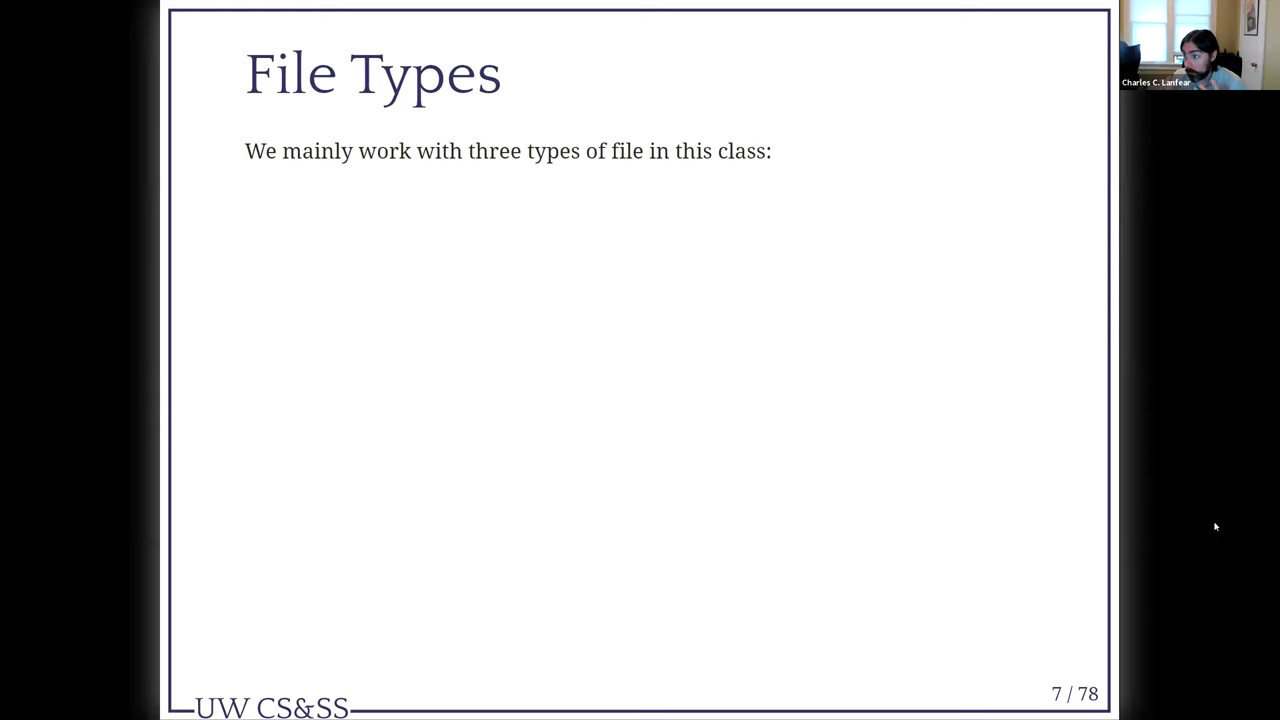 File Types
We mainly work with three types of file in this class:
Charles C. Lanfear
7 / 78
UW CS&SS